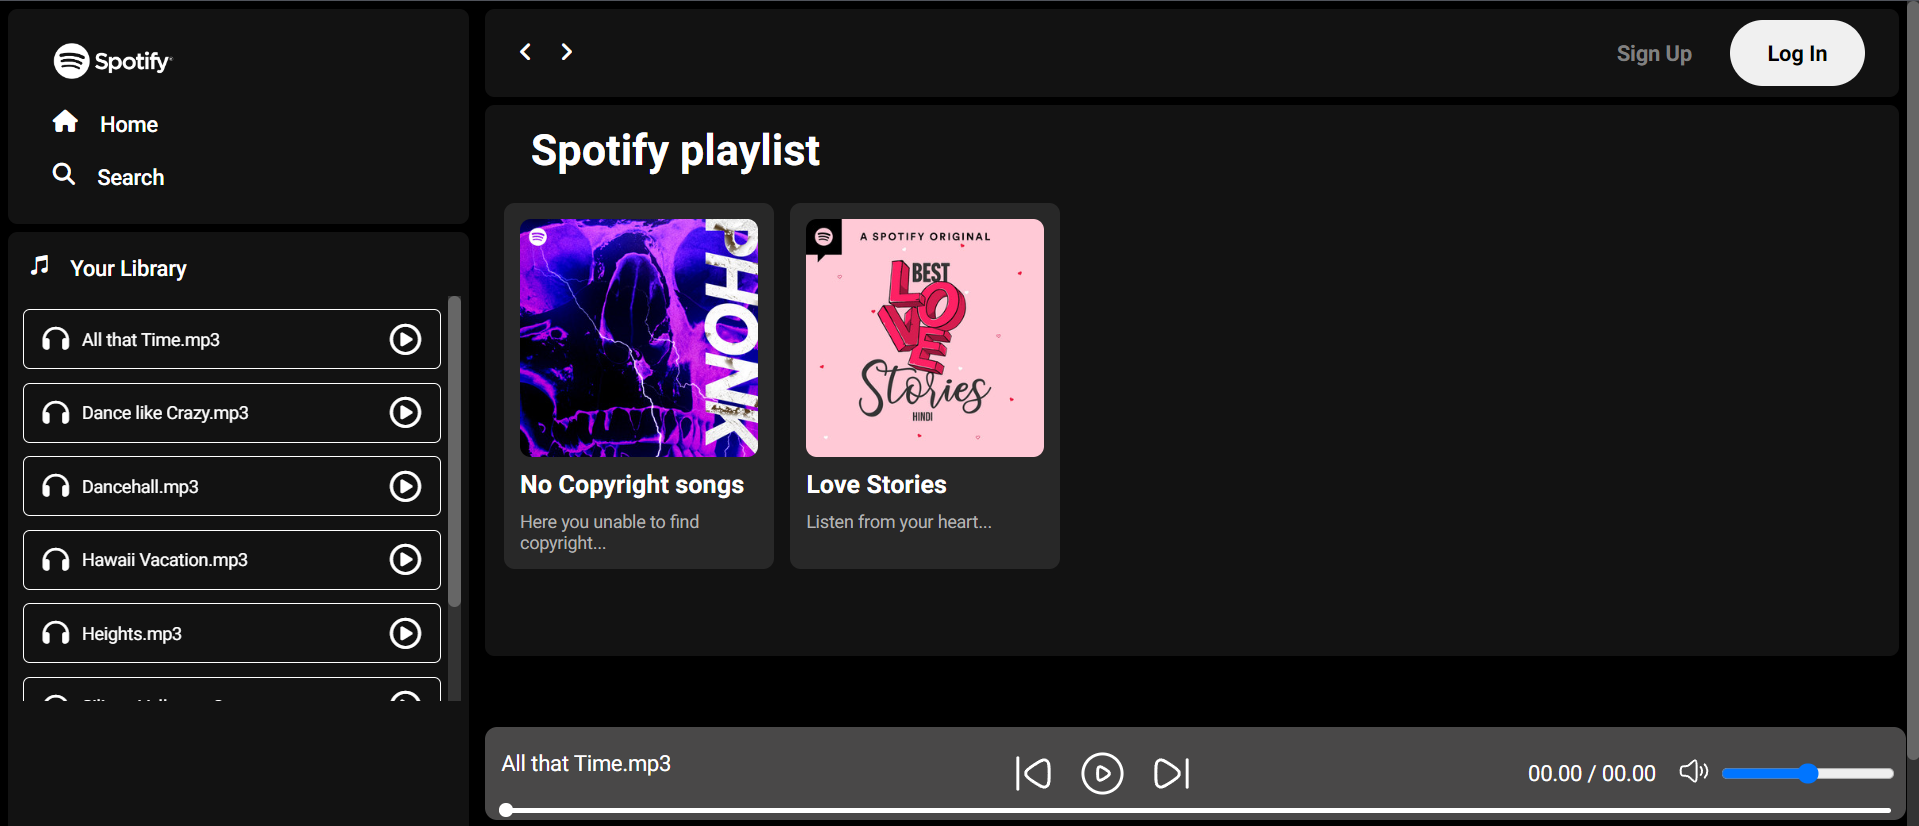 Spotify
Home
Search
Your Library
All that Time.mp3
Dance like Crazy.mp3
Dancehall.mp3
Hawaii Vacation.mp3
Heights.mp3
Sign Up
Log In
Spotify playlist
PHONK
No Copyright songs
Here you unable to find
copyright...
A SPOTIFY ORIGINAL
BEST
LOVE
Stories
HINDI
Love Stories
Listen from your heart...
All that Time.mp3
00.00 / 00.00